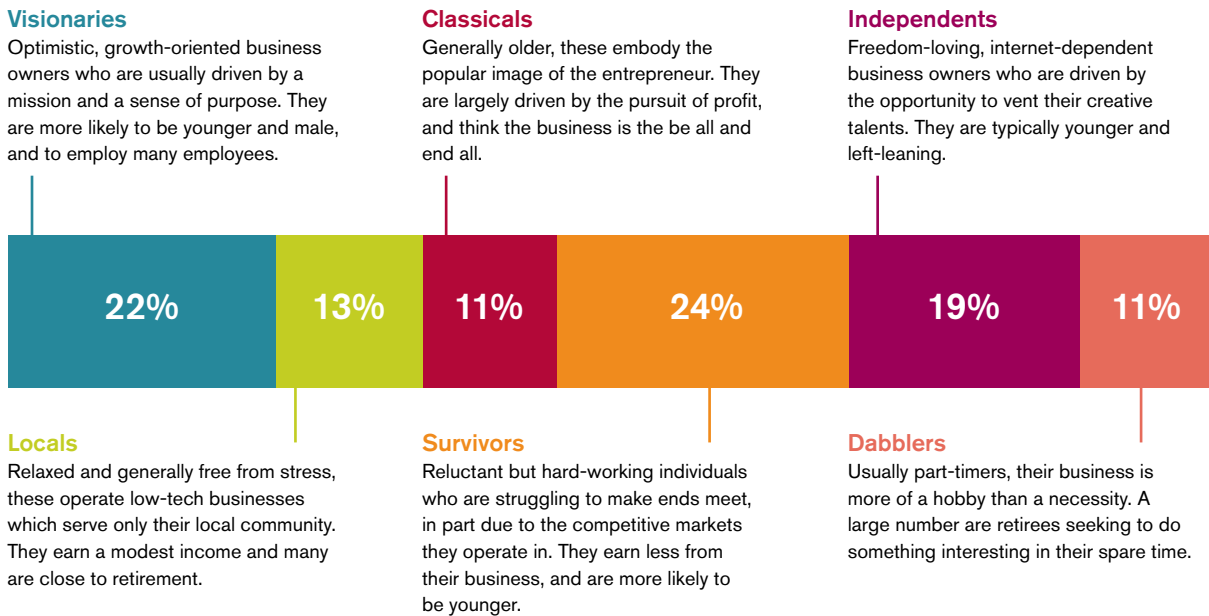 Visionaries
Optimistic, growth-oriented business
owners who are usually driven by a
mission and a sense of purpose. They
are more likely to be younger and male,
and to employ many employees.
Classicals
Generally older, these embody the
popular image of the entrepreneur. They
are largely driven by the pursuit of profit,
and think the business is the be all and
end all.
Independents
Freedom-loving, internet-dependent
business owners who are driven by
the opportunity to vent their creative
talents. They are typically younger and
left-leaning.
22%
13%
11%
24%
19%
11%
Locals
Relaxed and generally free from stress,
these operate low-tech businesses
which serve only their local community.
They earn a modest income and many
are close to retirement.
Survivors
Reluctant but hard-working individuals
who are struggling to make ends meet,
in part due to the competitive markets
they operate in. They earn less from
their business, and are more likely to
be younger.
Dabblers
Usually part-timers, their business is
more of a hobby than a necessity. A
large number are retirees seeking to do
something interesting in their spare time.